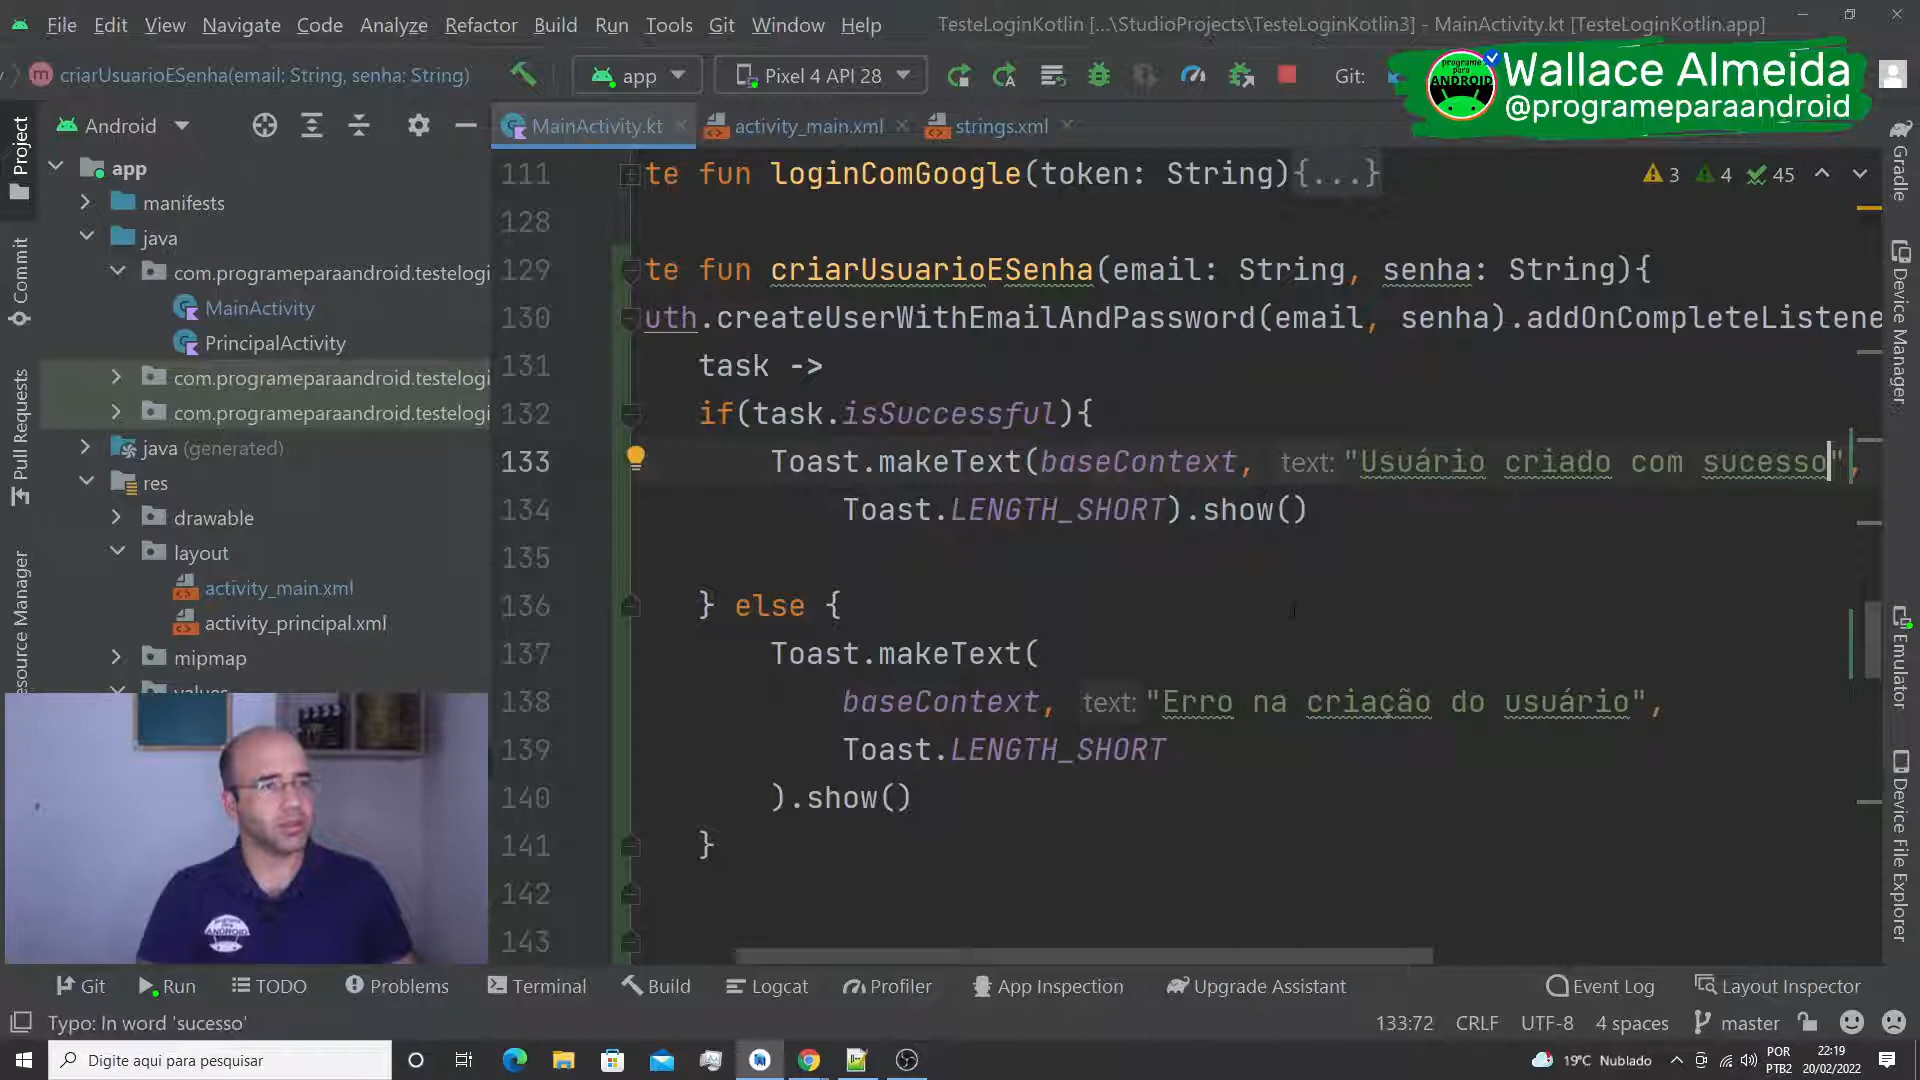 File Edit View Navigate Code Analyze Refactor Build Run Tools Git Window Help TesteLoginKotlin [...\StudioProjects\TesteLoginKotlin3] - MainActivity.kt [TesteLoginKotlin.app]
criarUsuarioESenha(email: String, senha: String) app Pixel 4 API 28 Git:
Wallace Almeida
@programeparaandroid
programe
para
ANDROID
Android
MainActivity.kt activity_main.xml strings.xml
Project
Commit
Pull Requests
esource Manager
app
manifests
java
com.programeparaandroid.testelogi
MainActivity
PrincipalActivity
com.programeparaandroid.testelogi
com.programeparaandroid.testelogi
java (generated)
res
drawable
layout
activity_main.xml
activity_principal.xml
mipmap
values
111 te fun loginComGoogle(token: String){...}
128
129 te fun criarUsuarioESenha(email: String, senha: String){
130 uth.createUserWithEmailAndPassword(email, senha).addOnCompleteListene
131 task ->
132 if(task.isSuccessful){
133 Toast.makeText(baseContext, text: "Usuário criado com sucesso",
134 Toast.LENGTH_SHORT).show()
135
136 } else {
137 Toast.makeText(
138 baseContext, text: "Erro na criação do usuário",
139 Toast.LENGTH_SHORT
140 ).show()
141 }
142
143
3 4 45
Gradle
Device Manager
Emulator
Device File Explorer
programe
para
ANDROID
Git Run TODO Problems Terminal Build Logcat Profiler App Inspection Upgrade Assistant Event Log Layout Inspector
Typo: In word 'sucesso' 133:72 CRLF UTF-8 4 spaces master
Digite aqui para pesquisar
19°C Nublado
POR
PTB2
22:19
20/02/2022